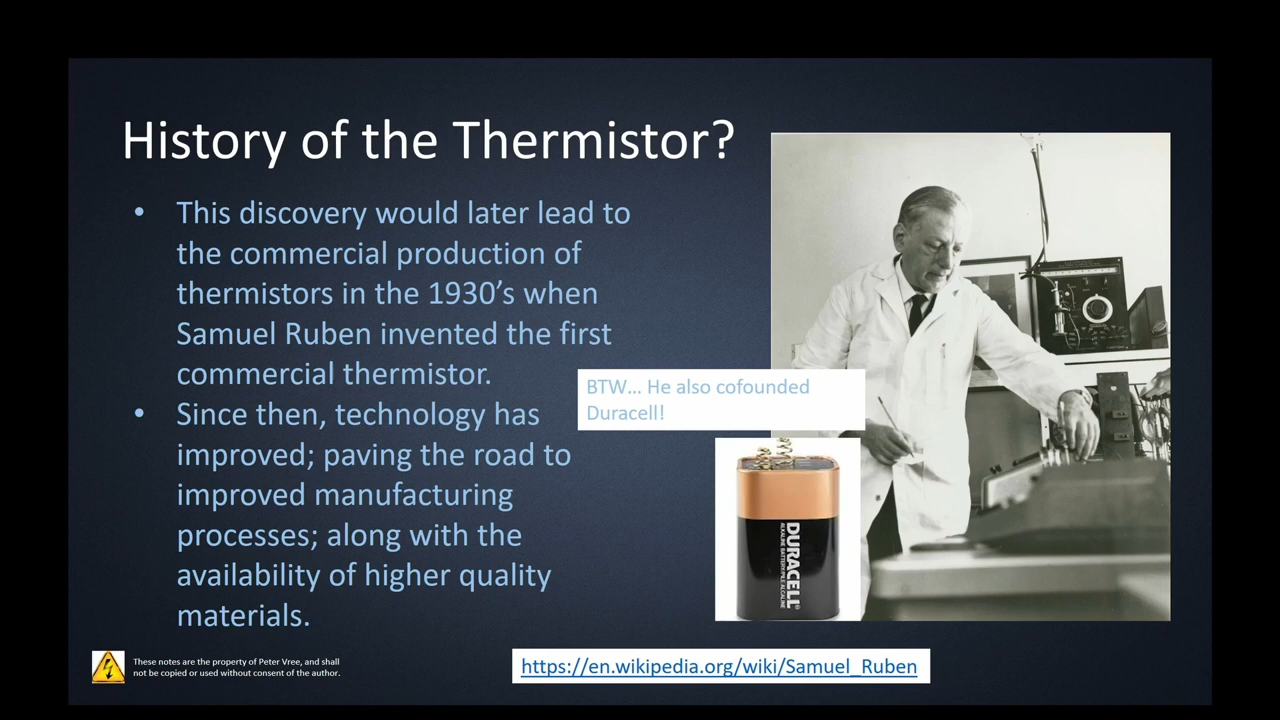 History of the Thermistor?
• This discovery would later lead to
the commercial production of
thermistors in the 1930’s when
Samuel Ruben invented the first
commercial thermistor.
• Since then, technology has
improved; paving the road to
improved manufacturing
processes; along with the
availability of higher quality
materials.
BTW... He also cofounded
Duracell!
DURACELL®
ALKALINE BATTERY/PILE ALCALINE
These notes are the property of Peter Vree, and shall
not be copied or used without consent of the author.
https://en.wikipedia.org/wiki/Samuel_Ruben